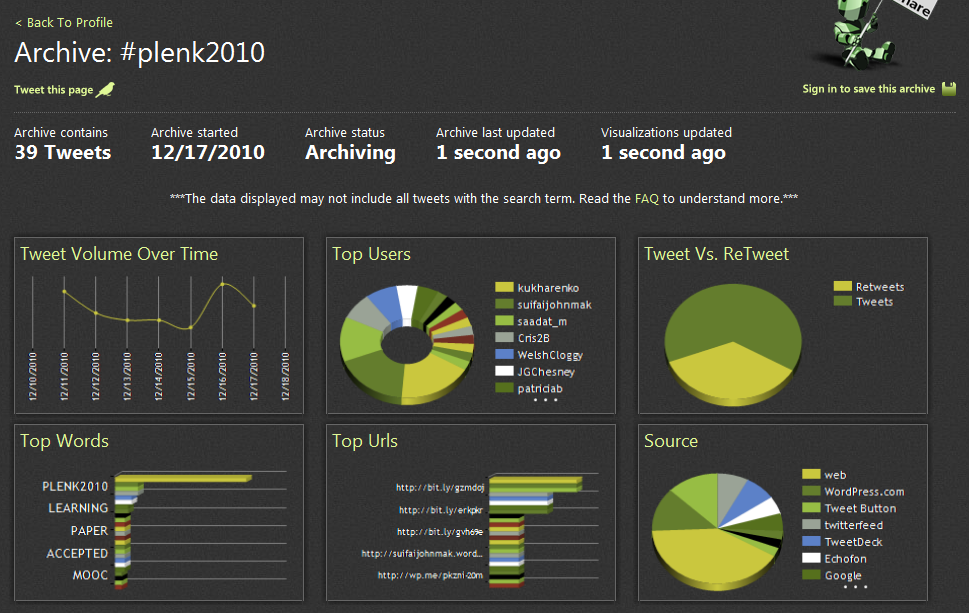 < Back To Profile
Archive: #plenk2010
Tweet this page
Sign in to save this archive
Archive contains
39 Tweets
Archive started
12/17/2010
Archive status
Archiving
Archive last updated
1 second ago
Visualizations updated
1 second ago
***The data displayed may not include all tweets with the search term. Read the FAQ to understand more.***
Tweet Volume Over Time
12/10/2010
12/11/2010
12/12/2010
12/13/2010
12/14/2010
12/15/2010
12/16/2010
12/17/2010
12/18/2010
Top Users
kukharenko
suifaijohnmak
saadat_m
Cris2B
WelshCloggy
JGChesney
patriciab
...
Tweet Vs. ReTweet
Retweets
Tweets
Top Words
PLENK2010
LEARNING
PAPER
ACCEPTED
MOOC
Top Urls
http://bit.ly/gzmdoj
http://bit.ly/erkpkr
http://bit.ly/gvh69e
http://suifaijohnmak.word...
http://wp.me/pkzni-20m
Source
web
WordPress.com
Tweet Button
twitterfeed
TweetDeck
Echofon
Google
...